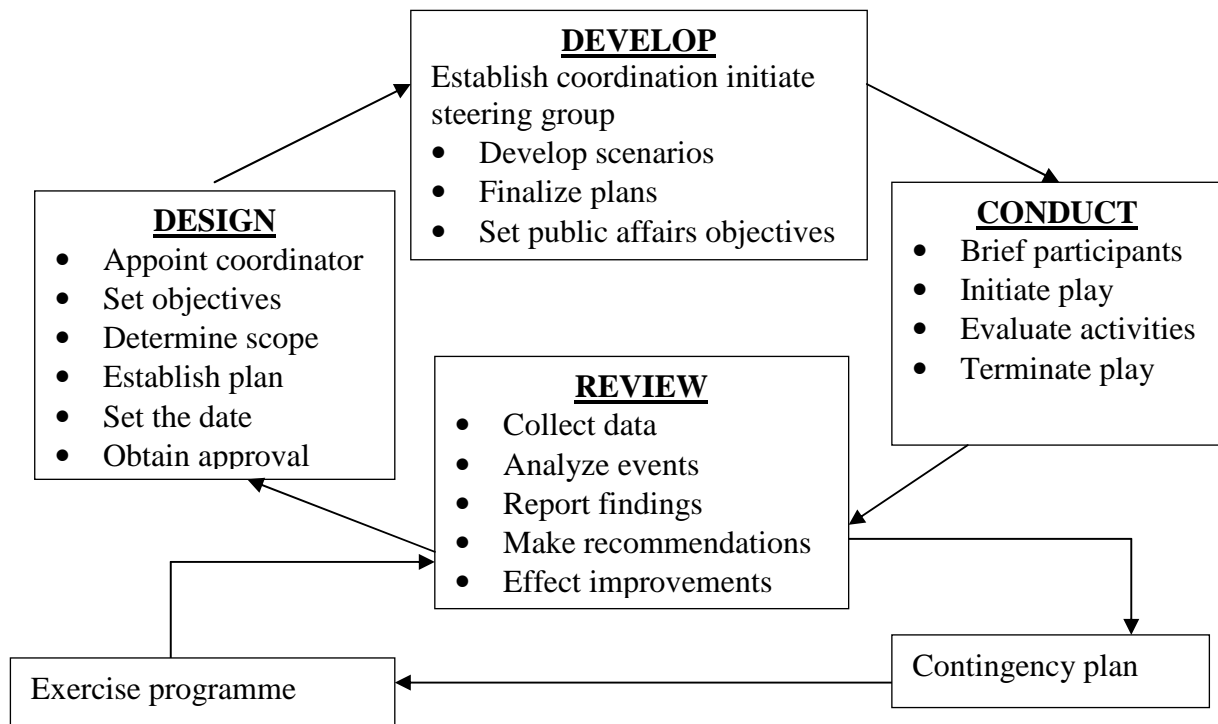 DEVELOP
Establish coordination initiate
steering group
• Develop scenarios
• Finalize plans
• Set public affairs objectives
DESIGN
• Appoint coordinator
• Set objectives
• Determine scope
• Establish plan
• Set the date
• Obtain approval
CONDUCT
• Brief participants
• Initiate play
• Evaluate activities
• Terminate play
REVIEW
• Collect data
• Analyze events
• Report findings
• Make recommendations
• Effect improvements
Contingency plan
Exercise programme